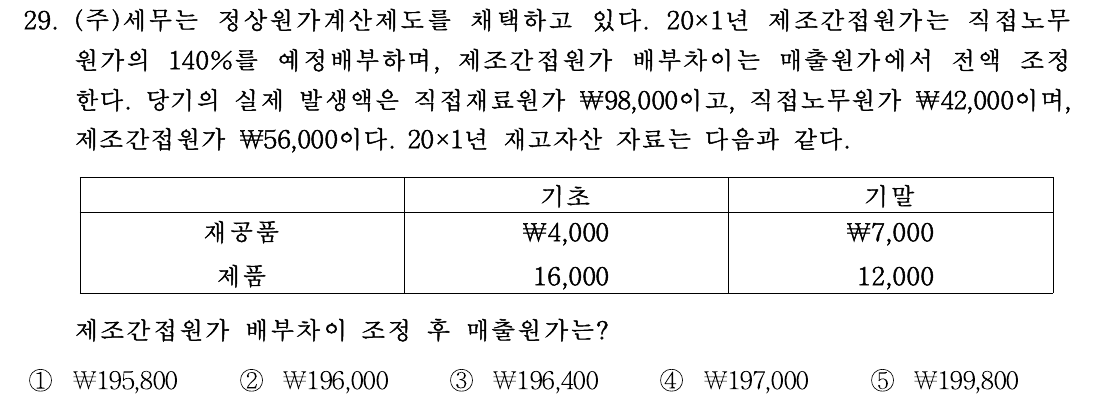 29. (주)세무는 정상원가계산제도를 채택하고 있다. 20×1년 제조간접원가는 직접노무
원가의 140%를 예정배부하며, 제조간접원가 배부차이는 매출원가에서 전액 조정
한다. 당기의 실제 발생액은 직접재료원가 ₩98,000이고, 직접노무원가 ₩42,000이며,
제조간접원가 ₩56,000이다. 20×1년 재고자산 자료는 다음과 같다.
기초 기말
재공품 ₩4,000 ₩7,000
제품 16,000 12,000
제조간접원가 배부차이 조정 후 매출원가는?
① ₩195,800 ② ₩196,000 ③ ₩196,400 ④ ₩197,000 ⑤ ₩199,800